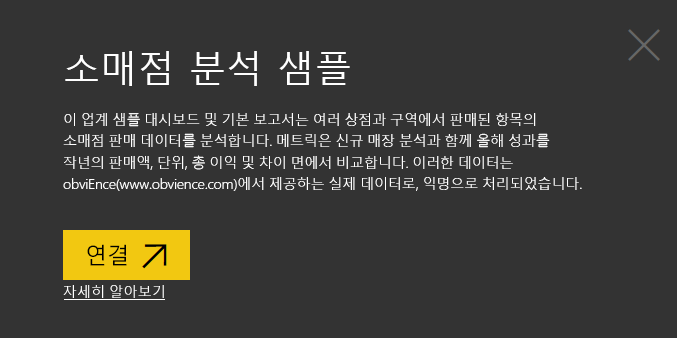 소매점 분석 샘플
이 업계 샘플 대시보드 및 기본 보고서는 여러 상점과 구역에서 판매된 항목의
소매점 판매 데이터를 분석합니다. 메트릭은 신규 매장 분석과 함께 올해 성과를
작년의 판매액, 단위, 총 이익 및 차이 면에서 비교합니다. 이러한 데이터는
obviEnce(www.obvience.com)에서 제공하는 실제 데이터로, 익명으로 처리되었습니다.
연결
자세히 알아보기